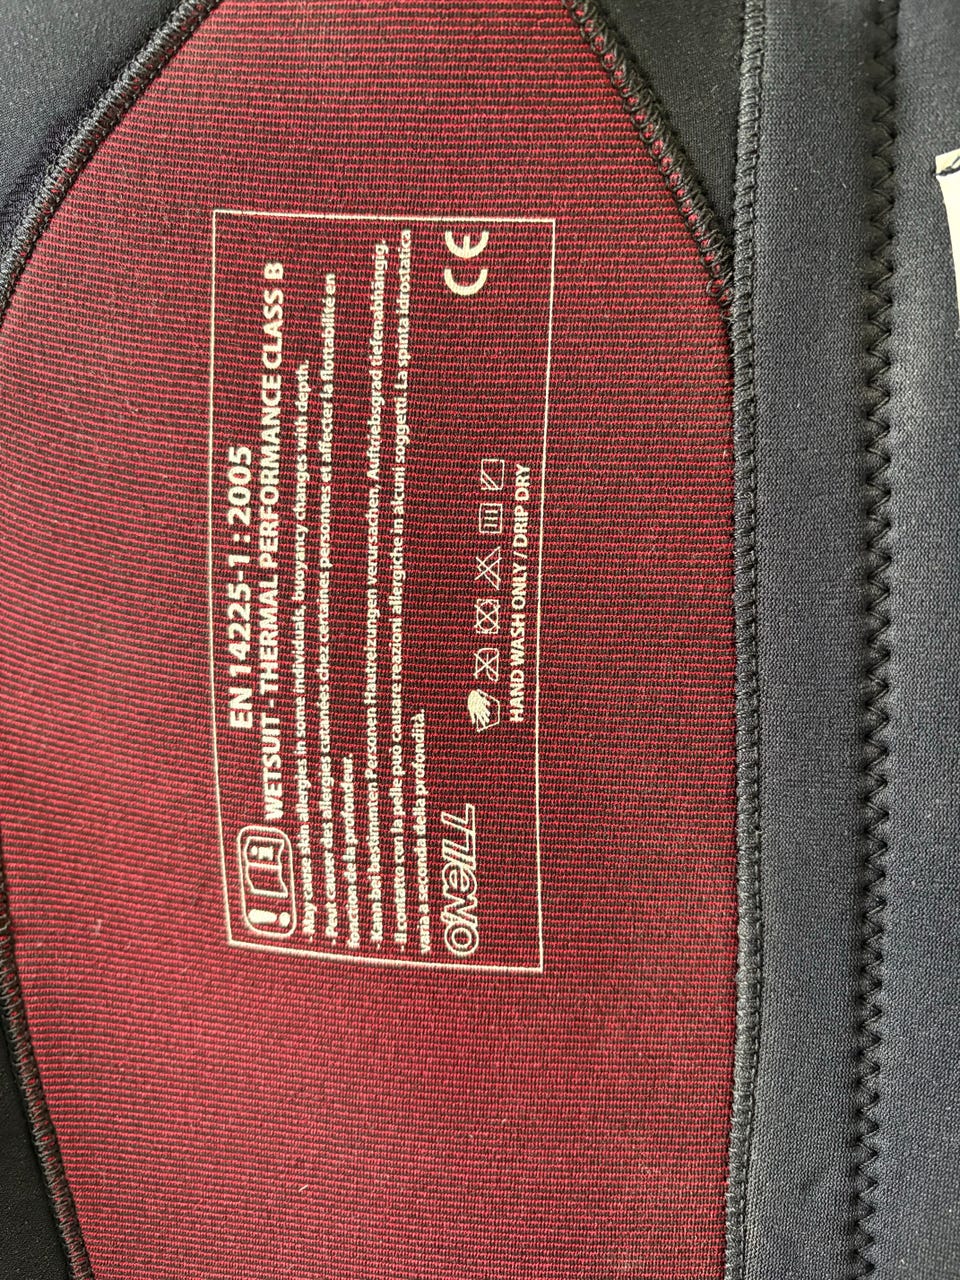 EN 14225-1 : 2005
WETSUIT - THERMAL PERFORMANCE CLASS B
- May cause skin allergies in some individuals, buoyancy changes with depth.
- Peut causer des allergies cutanées chez certaines personnes et affecter la flottabilité en
fonction de la profondeur.
- Kann bei bestimmten Personen Hautreizungen verursachen, Auftriebsgrad tiefenabhängig.
- Il contatto con la pelle può causare reazioni allergiche in alcuni soggetti. La spinta idrostatica
varia a seconda della profondità.
O'NEILL
HAND WASH ONLY / DRIP DRY
CE